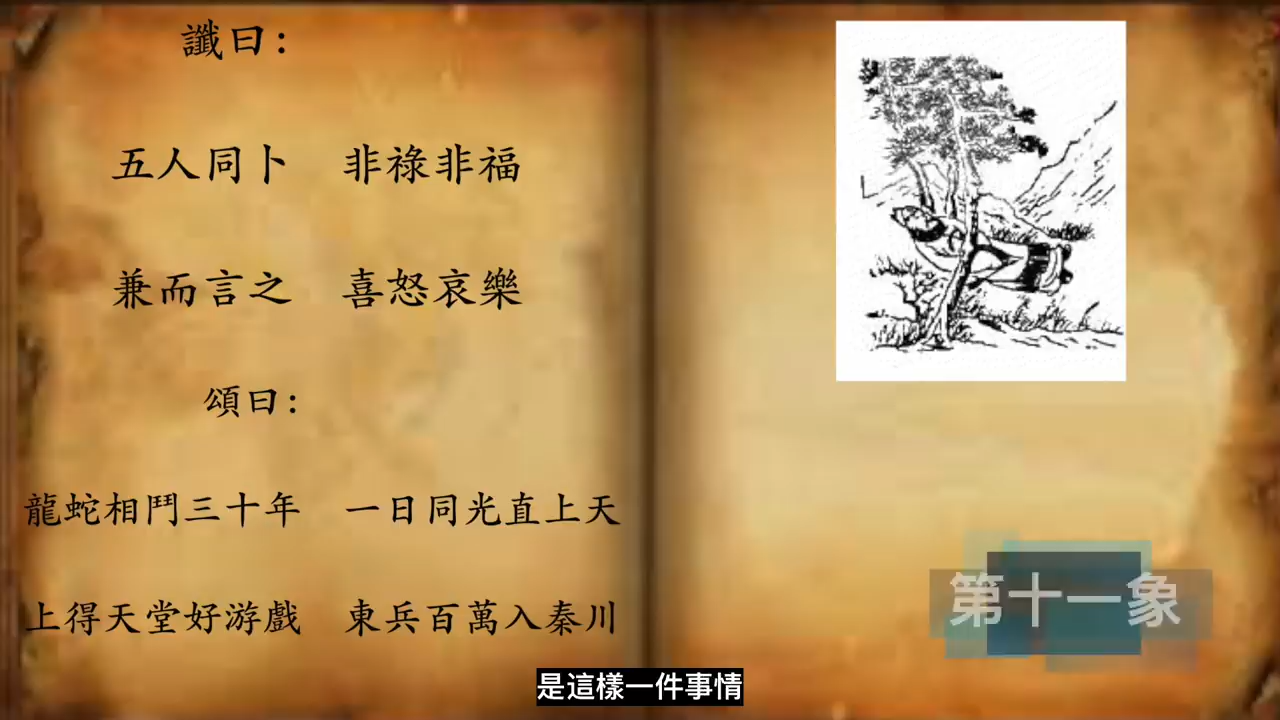 讖曰：
五人同卜　非祿非福
兼而言之　喜怒哀樂
頌曰：
龍蛇相鬥三十年　一日同光直上天
上得天堂好游戲　東兵百萬入秦川
第十一象
是這樣一件事情